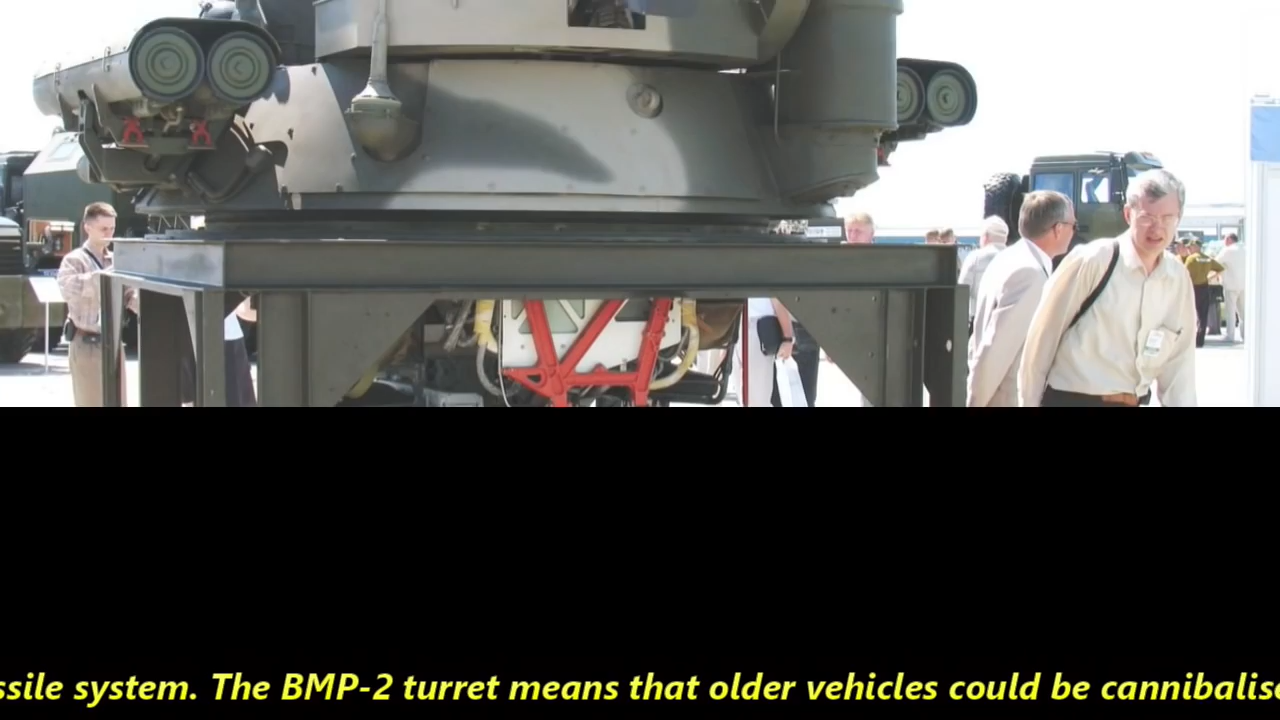 ssile system. The BMP-2 turret means that older vehicles could be cannibalise